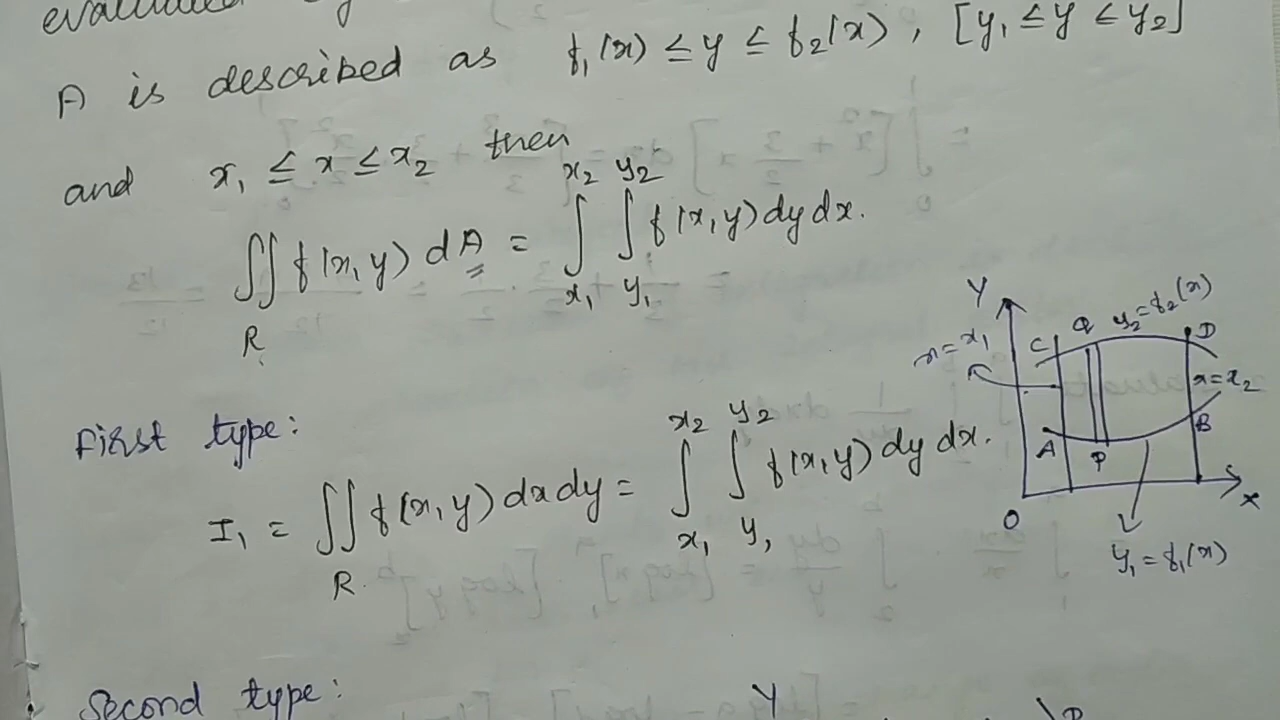 evaluated by
A is described as f₁(x) ≤ y ≤ f₂(x), [y₁ ≤ y ≤ y₂]
and x₁ ≤ x ≤ x₂ then
∬_R f(x,y) dA = ∫_{x₁}^{x₂} ∫_{y₁}^{y₂} f(x,y) dy dx.
First type:
I₁ = ∬_R f(x,y) dx dy = ∫_{x₁}^{x₂} ∫_{y₁}^{y₂} f(x,y) dy dx.
Y
y₂=f₂(x)
x=x₁
C Q D
x=x₂
A P B
O X
y₁=f₁(x)
Second type:
Y
D